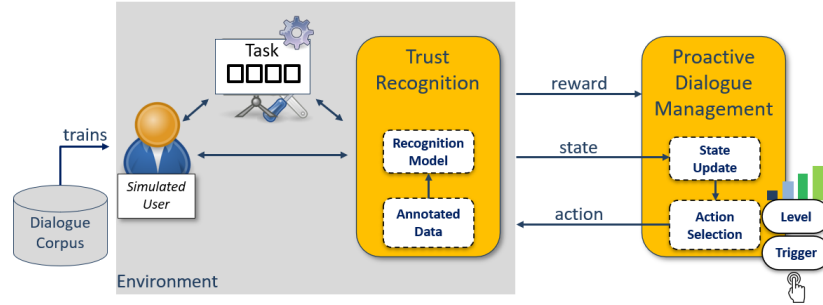 trains
Dialogue
Corpus
Task
Simulated
User
Environment
Trust
Recognition
Recognition
Model
Annotated
Data
reward
state
action
Proactive
Dialogue
Management
State
Update
Action
Selection
Level
Trigger